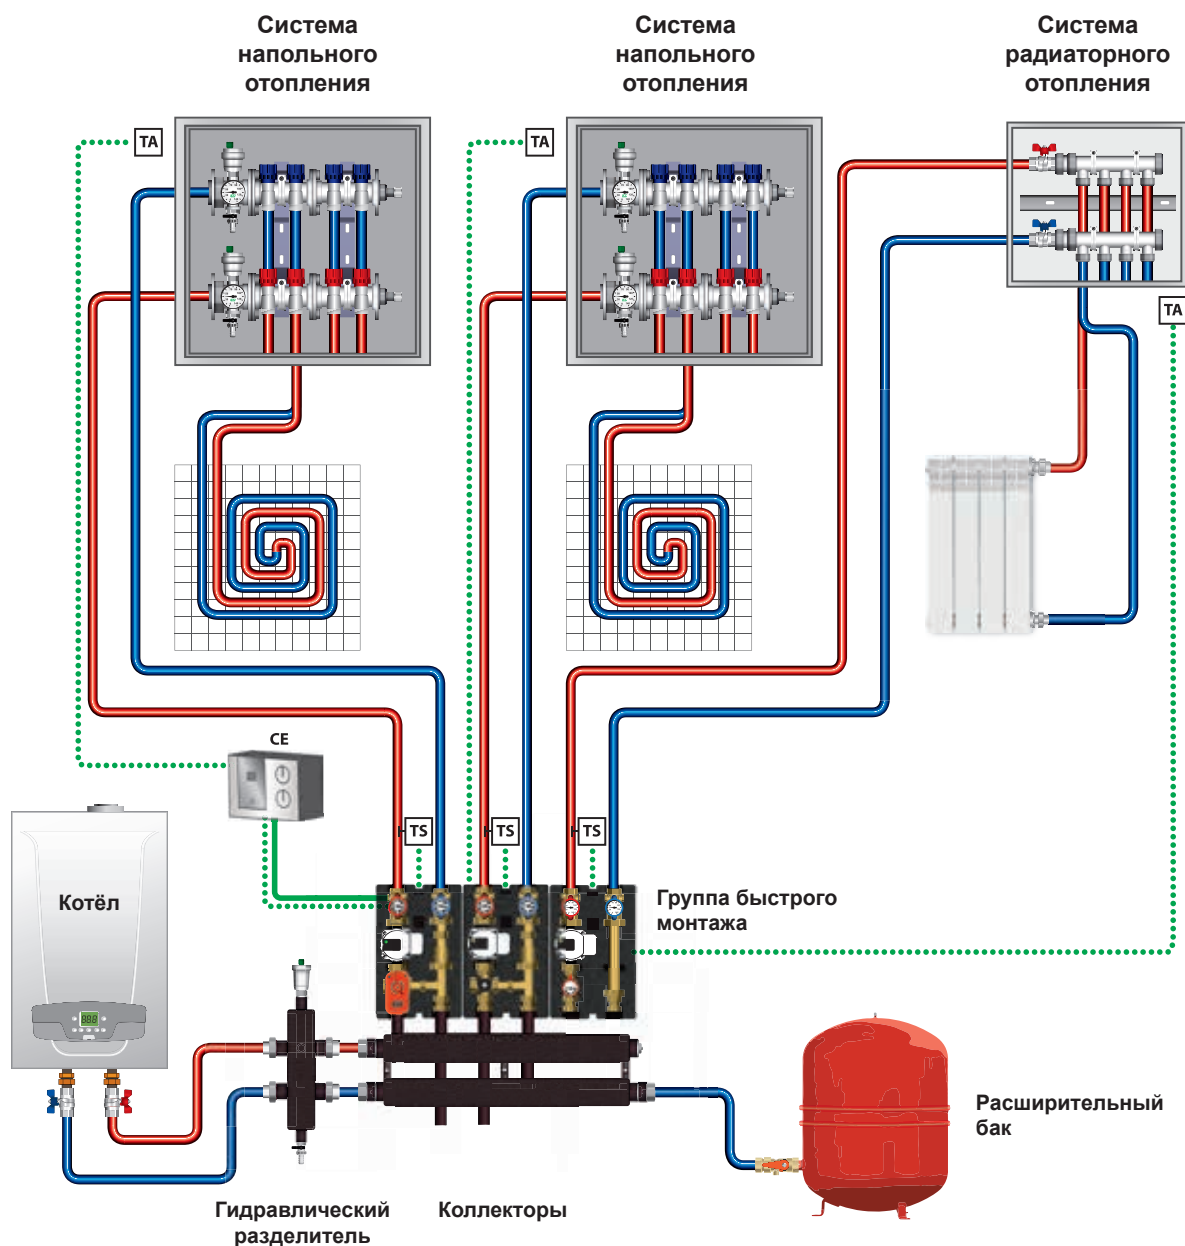 Система
напольного
отопления
Система
напольного
отопления
Система
радиаторного
отопления
TA
TA
TA
CE
TS
TS
TS
Котёл
888
Группа быстрого
монтажа
Расширительный
бак
Гидравлический
разделитель
Коллекторы